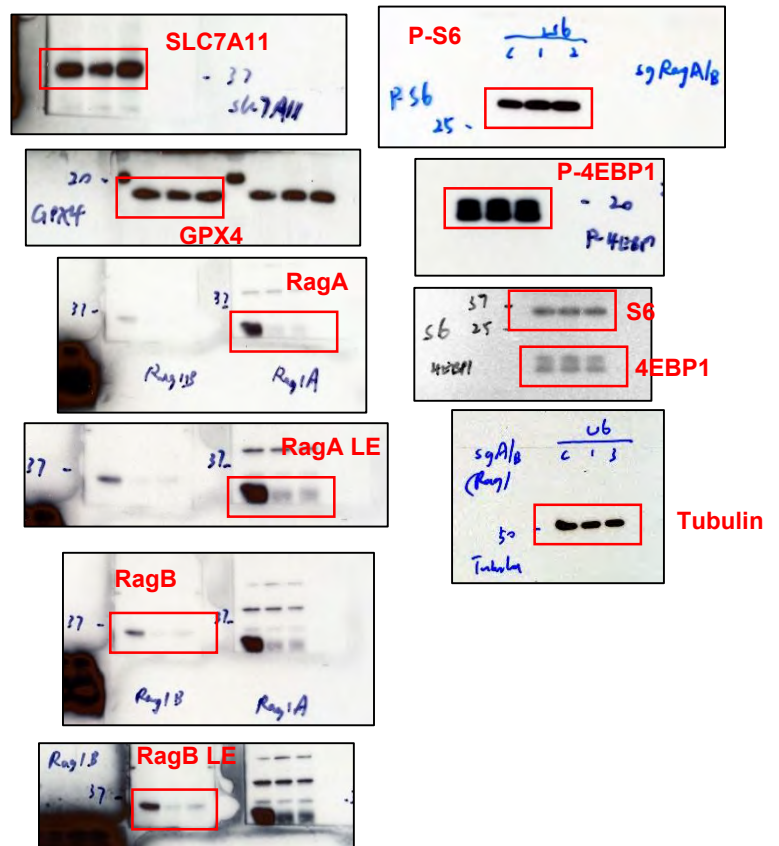 SLC7A11
- 37
slc7A11
P-S6
U6
C 1 2
sgRagA/B
P-S6
25 -
20 -
GPX4
GPX4
P-4EBP1
- 20
P-4EBP1
RagA
37 -
37
Rag1B
Rag1A
37 -
S6
S6
25
4EBP1
4EBP1
RagA LE
37 -
37-
U6
sgA/B
C 1 3
(Rag)
50 -
Tubulin
Tubulin
RagB
37 -
37-
Rag1B
Rag1A
Rag1B
RagB LE
37 -